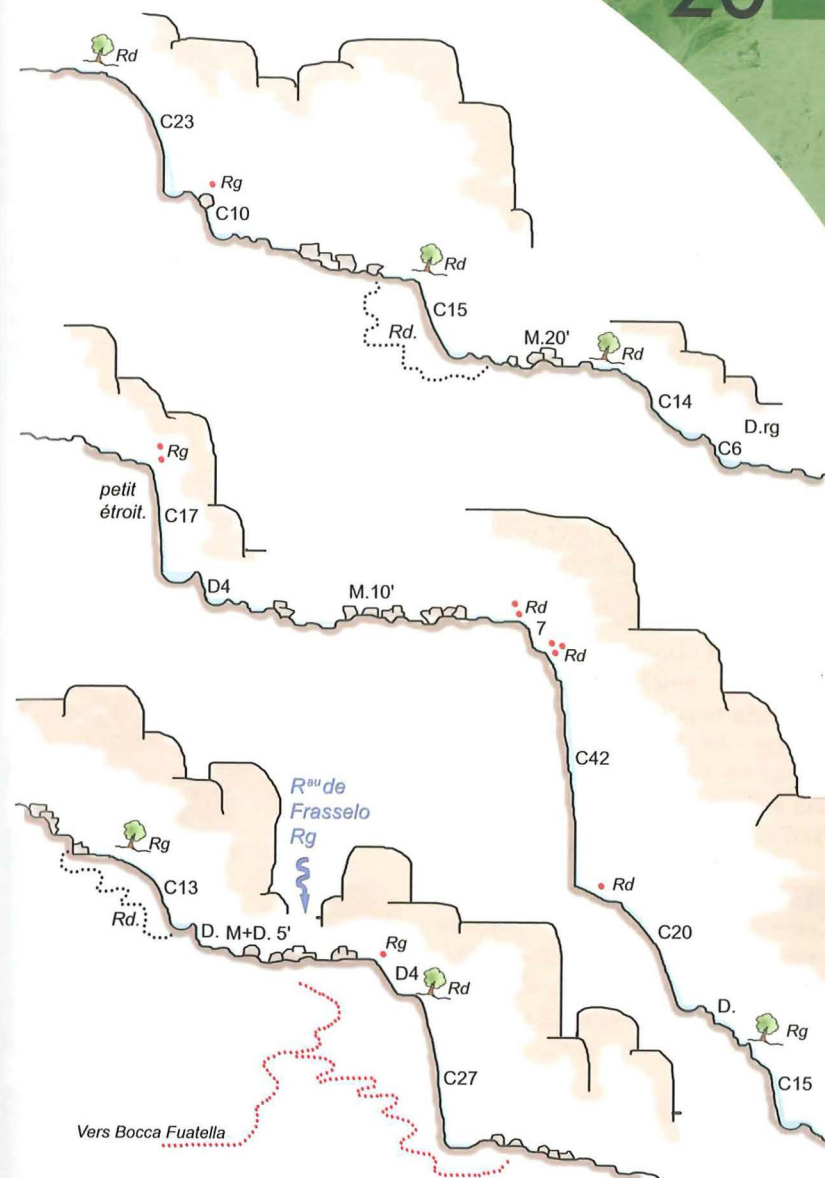 20
Rd
C23
Rg
C10
Rd
C15
Rd.
M.20'
Rd
C14
D.rg
C6
Rg
petit
étroit.
C17
D4
M.10'
Rd
7
Rd
C42
Rd
C20
D.
Rg
C15
Rg
C13
Rd.
D. M+D. 5'
Rau de
Frasselo
Rg
Rg
D4
Rd
C27
Vers Bocca Fuatella